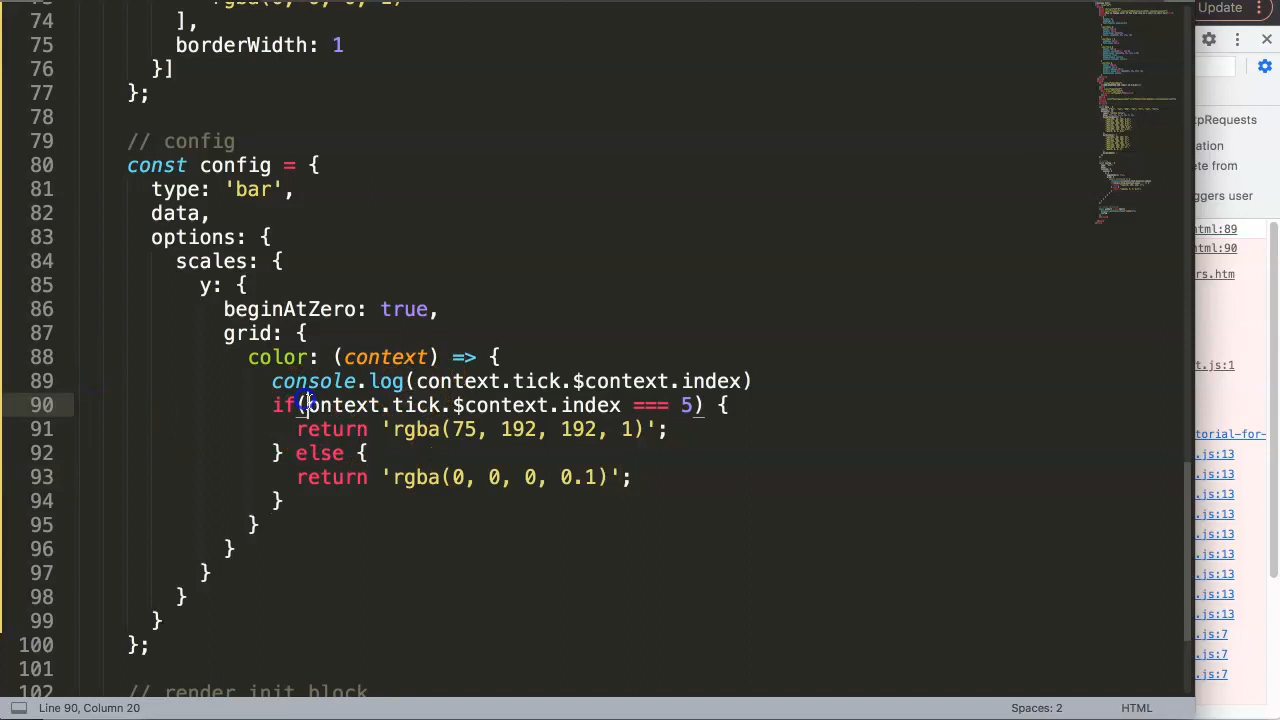 74 ],
75 borderWidth: 1
76 }]
77 };
78
79 // config
80 const config = {
81 type: 'bar',
82 data,
83 options: {
84 scales: {
85 y: {
86 beginAtZero: true,
87 grid: {
88 color: (context) => {
89 console.log(context.tick.$context.index)
90 if(ontext.tick.$context.index === 5) {
91 return 'rgba(75, 192, 192, 1)';
92 } else {
93 return 'rgba(0, 0, 0, 0.1)';
94 }
95 }
96 }
97 }
98 }
99 }
100 };
101
102 // render init block
Line 90, Column 20
Spaces: 2
HTML
Update
tpRequests
ation
ete from
ggers user
tml:89
tml:90
rs.htm
t.js:1
torial-for-
.js:13
.js:13
.js:13
.js:13
.js:13
.js:13
.js:13
.js:13
.js:13
.js:7
.js:7
.js:7